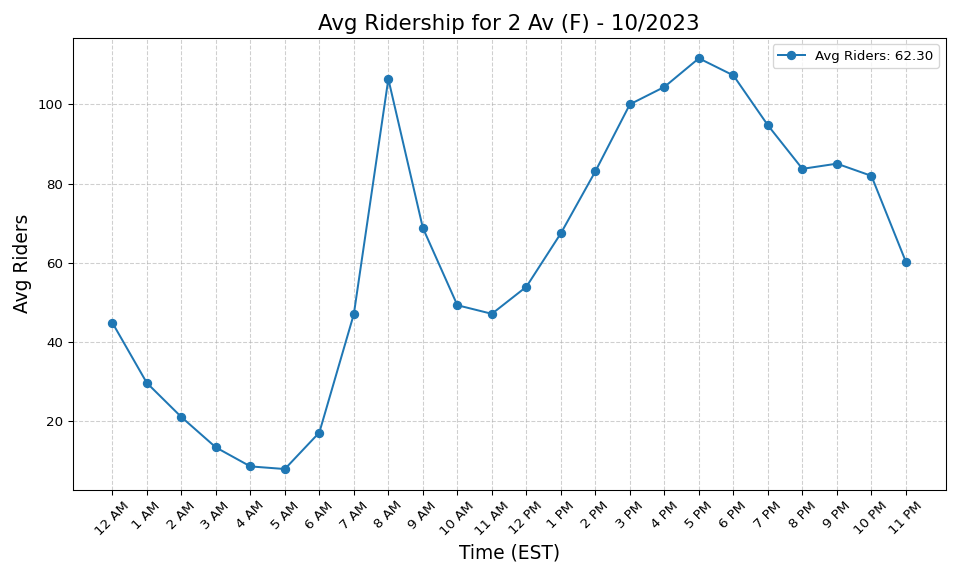 Avg Ridership for 2 Av (F) - 10/2023
Avg Riders: 62.30
Avg Riders
100
80
60
40
20
12 AM
1 AM
2 AM
3 AM
4 AM
5 AM
6 AM
7 AM
8 AM
9 AM
10 AM
11 AM
12 PM
1 PM
2 PM
3 PM
4 PM
5 PM
6 PM
7 PM
8 PM
9 PM
10 PM
11 PM
Time (EST)